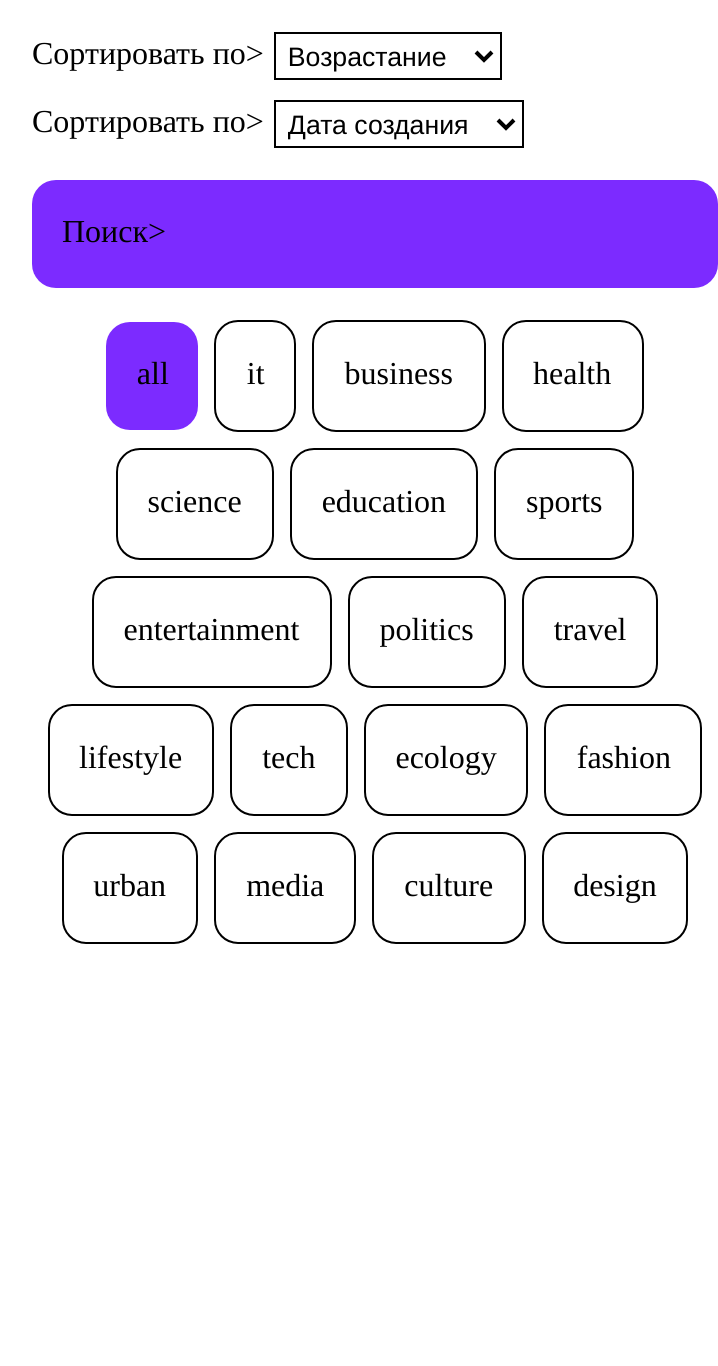 Сортировать по> Возрастание
Сортировать по> Дата создания
Поиск>
all it business health
science education sports
entertainment politics travel
lifestyle tech ecology fashion
urban media culture design